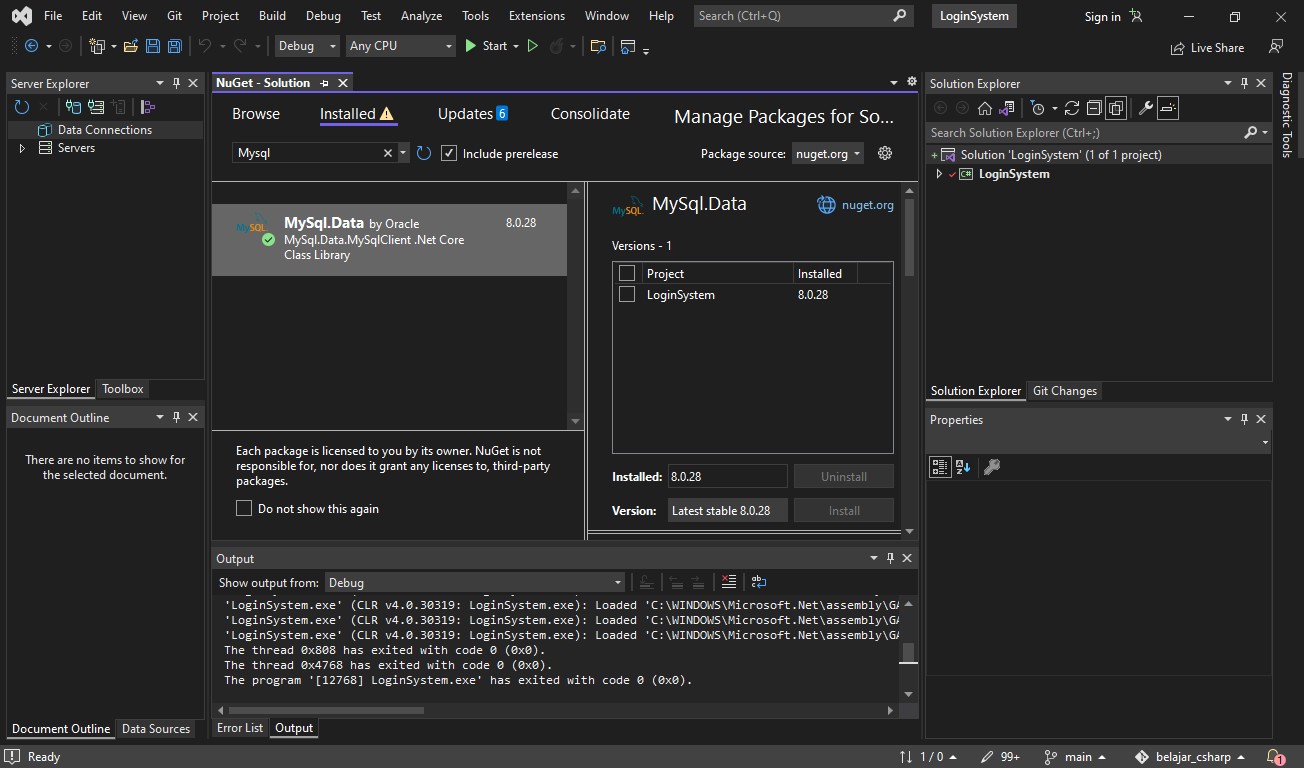 File Edit View Git Project Build Debug Test Analyze Tools Extensions Window Help Search (Ctrl+Q) LoginSystem Sign in
Debug Any CPU Start Live Share
Server Explorer
Data Connections
Servers
Server Explorer Toolbox
Document Outline
There are no items to show for
the selected document.
Document Outline Data Sources
NuGet - Solution
Browse Installed Updates 6 Consolidate Manage Packages for So...
Mysql Include prerelease Package source: nuget.org
MySQL MySql.Data by Oracle 8.0.28
MySql.Data.MySqlClient .Net Core
Class Library
Each package is licensed to you by its owner. NuGet is not
responsible for, nor does it grant any licenses to, third-party
packages.
Do not show this again
MySQL MySql.Data nuget.org
Versions - 1
Project Installed
LoginSystem 8.0.28
Installed: 8.0.28 Uninstall
Version: Latest stable 8.0.28 Install
Output
Show output from: Debug
'LoginSystem.exe' (CLR v4.0.30319: LoginSystem.exe): Loaded 'C:\WINDOWS\Microsoft.Net\assembly\GA
'LoginSystem.exe' (CLR v4.0.30319: LoginSystem.exe): Loaded 'C:\WINDOWS\Microsoft.Net\assembly\GA
'LoginSystem.exe' (CLR v4.0.30319: LoginSystem.exe): Loaded 'C:\WINDOWS\Microsoft.Net\assembly\GA
The thread 0x808 has exited with code 0 (0x0).
The thread 0x4768 has exited with code 0 (0x0).
The program '[12768] LoginSystem.exe' has exited with code 0 (0x0).
Error List Output
Solution Explorer
Search Solution Explorer (Ctrl+;)
Solution 'LoginSystem' (1 of 1 project)
C# LoginSystem
Solution Explorer Git Changes
Properties
Diagnostic Tools
Ready 1 / 0 99+ main belajar_csharp 1